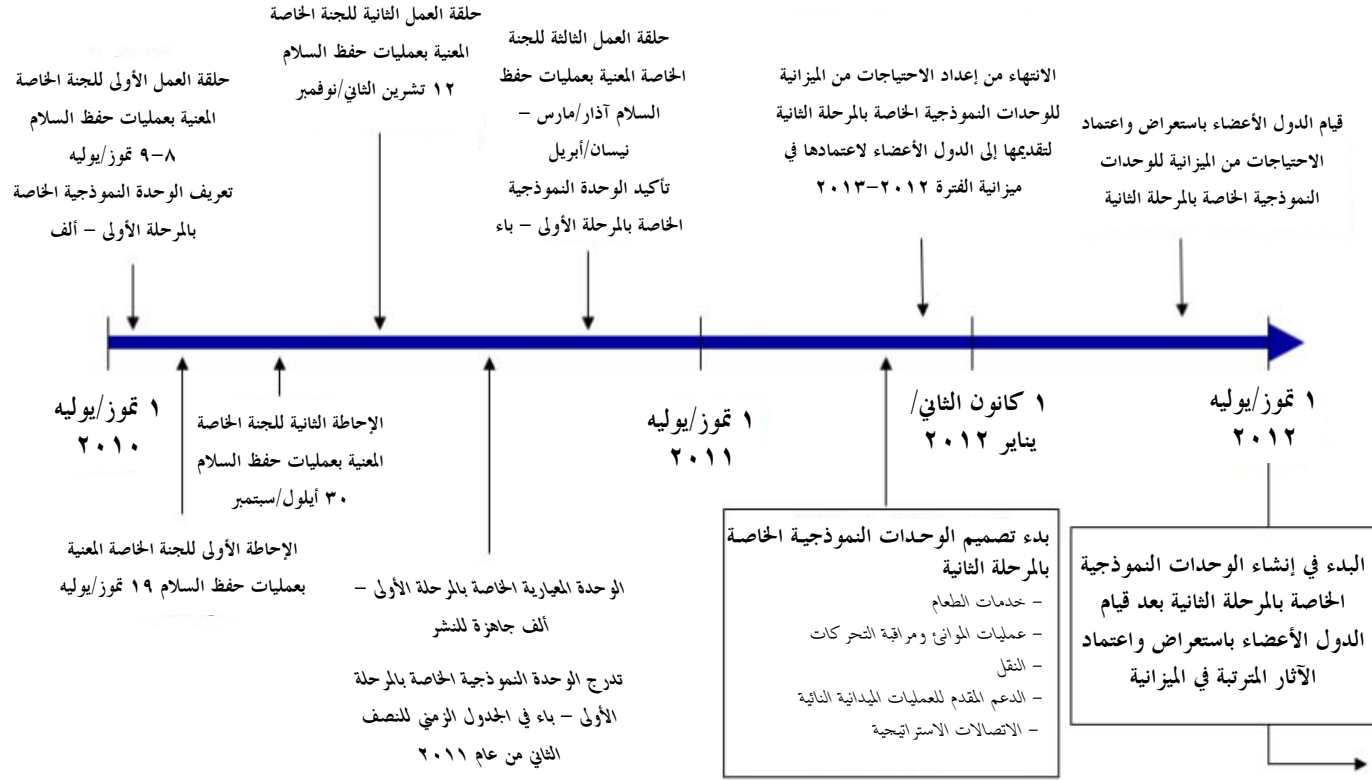 حلقة العمل الأولى للجنة الخاصة
المعنية بعمليات حفظ السلام
٨-٩ تموز/يوليه
تعريف الوحدة النموذجية الخاصة
بالمرحلة الأولى – ألف
حلقة العمل الثانية للجنة الخاصة
المعنية بعمليات حفظ السلام
١٢ تشرين الثاني/نوفمبر
حلقة العمل الثالثة للجنة
الخاصة المعنية بعمليات حفظ
السلام آذار/مارس –
نيسان/أبريل
تأكيد الوحدة النموذجية
الخاصة بالمرحلة الأولى – باء
الانتهاء من إعداد الاحتياجات من الميزانية
للوحدات النموذجية الخاصة بالمرحلة الثانية
لتقديمها إلى الدول الأعضاء لاعتمادها في
ميزانية الفترة ٢٠١٢-٢٠١٣
قيام الدول الأعضاء باستعراض واعتماد
الاحتياجات من الميزانية للوحدات
النموذجية الخاصة بالمرحلة الثانية
١ تموز/يوليه
٢٠١٠
١ تموز/يوليه
٢٠١١
١ كانون الثاني/
يناير ٢٠١٢
١ تموز/يوليه
٢٠١٢
الإحاطة الثانية للجنة الخاصة
المعنية بعمليات حفظ السلام
٣٠ أيلول/سبتمبر
الإحاطة الأولى للجنة الخاصة المعنية
بعمليات حفظ السلام ١٩ تموز/يوليه
الوحدة المعيارية الخاصة بالمرحلة الأولى –
ألف جاهزة للنشر
تدرج الوحدة النموذجية الخاصة بالمرحلة
الأولى – باء في الجدول الزمني للنصف
الثاني من عام ٢٠١١
بدء تصميم الوحدات النموذجية الخاصة
بالمرحلة الثانية
– خدمات الطعام
– عمليات الموانئ ومراقبة التحركات
– النقل
– الدعم المقدم للعمليات الميدانية النائية
– الاتصالات الاستراتيجية
البدء في إنشاء الوحدات النموذجية
الخاصة بالمرحلة الثانية بعد قيام
الدول الأعضاء باستعراض واعتماد
الآثار المترتبة في الميزانية